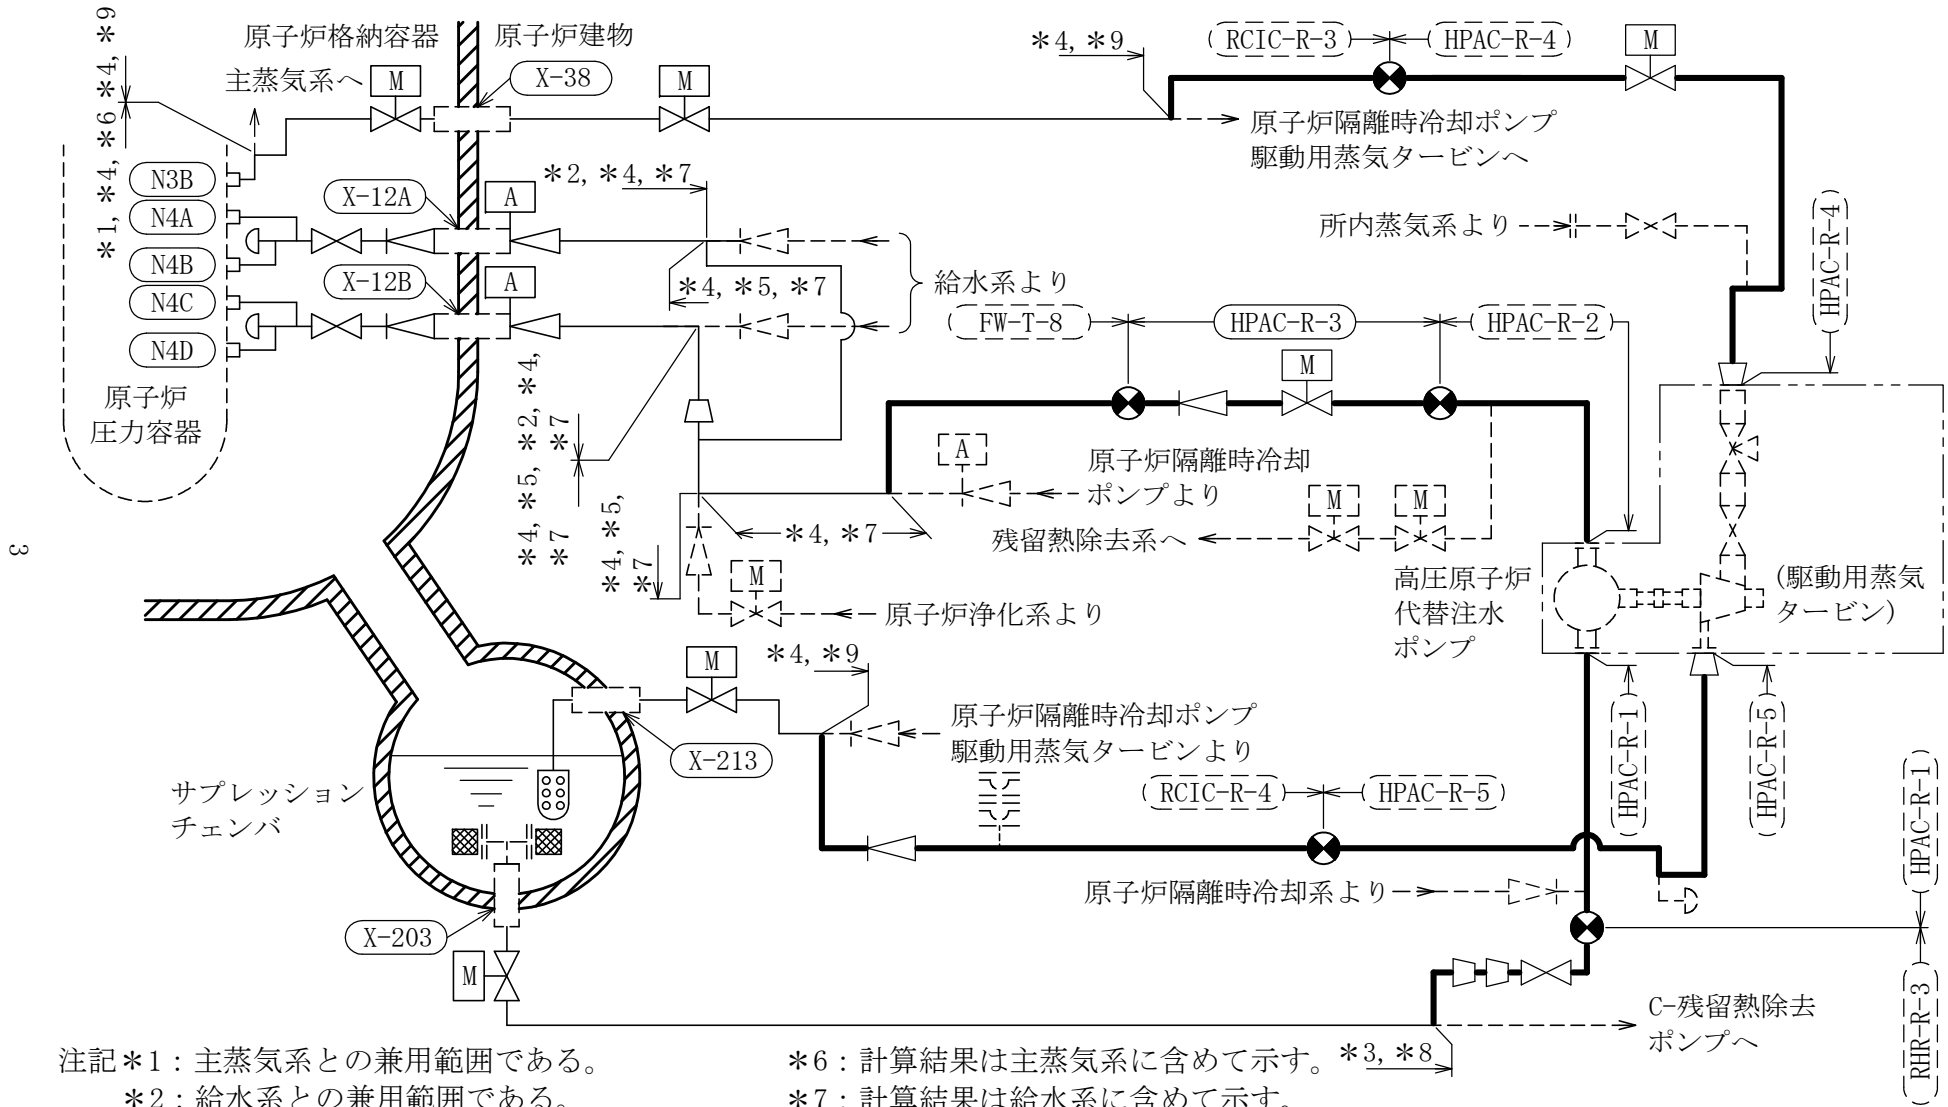 原子炉格納容器
原子炉建物
主蒸気系へ
M
X-38
M
*4, *9
RCIC-R-3
HPAC-R-4
M
原子炉隔離時冷却ポンプ
駆動用蒸気タービンへ
*1, *4, *6
*4, *9
N3B
N4A
N4B
N4C
N4D
原子炉
圧力容器
X-12A
A
X-12B
A
*2, *4, *7
*4, *5, *7
給水系より
所内蒸気系より
HPAC-R-4
FW-T-8
HPAC-R-3
HPAC-R-2
M
*2, *4,
*7
*4, *5,
*7
*4, *5,
*7
*4, *7
A
原子炉隔離時冷却
ポンプより
M
M
残留熱除去系へ
M
原子炉浄化系より
高圧原子炉
代替注水
ポンプ
(駆動用蒸気
タービン)
3
M
*4, *9
原子炉隔離時冷却ポンプ
駆動用蒸気タービンより
X-213
HPAC-R-1
HPAC-R-5
サプレッション
チェンバ
RCIC-R-4
HPAC-R-5
HPAC-R-1
原子炉隔離時冷却系より
X-203
M
RHR-R-3
C-残留熱除去
ポンプへ
*3, *8
注記*1：主蒸気系との兼用範囲である。
*2：給水系との兼用範囲である。
*6：計算結果は主蒸気系に含めて示す。
*7：計算結果は給水系に含めて示す。